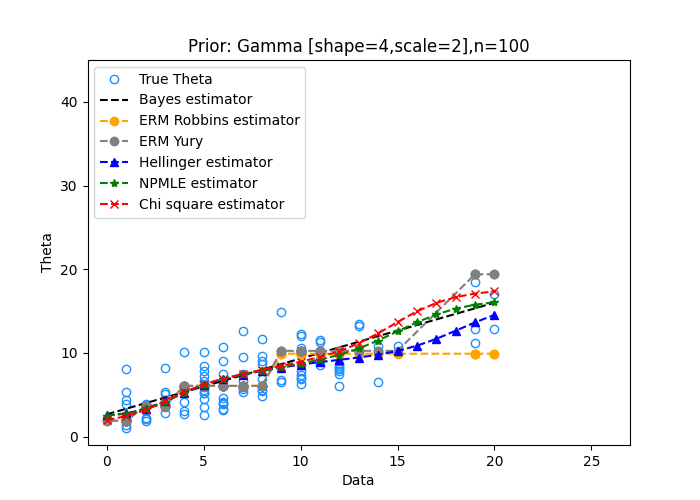 Prior: Gamma [shape=4,scale=2],n=100
True Theta
Bayes estimator
ERM Robbins estimator
ERM Yury
Hellinger estimator
NPMLE estimator
Chi square estimator
Theta
40
30
20
10
0
0 5 10 15 20 25
Data